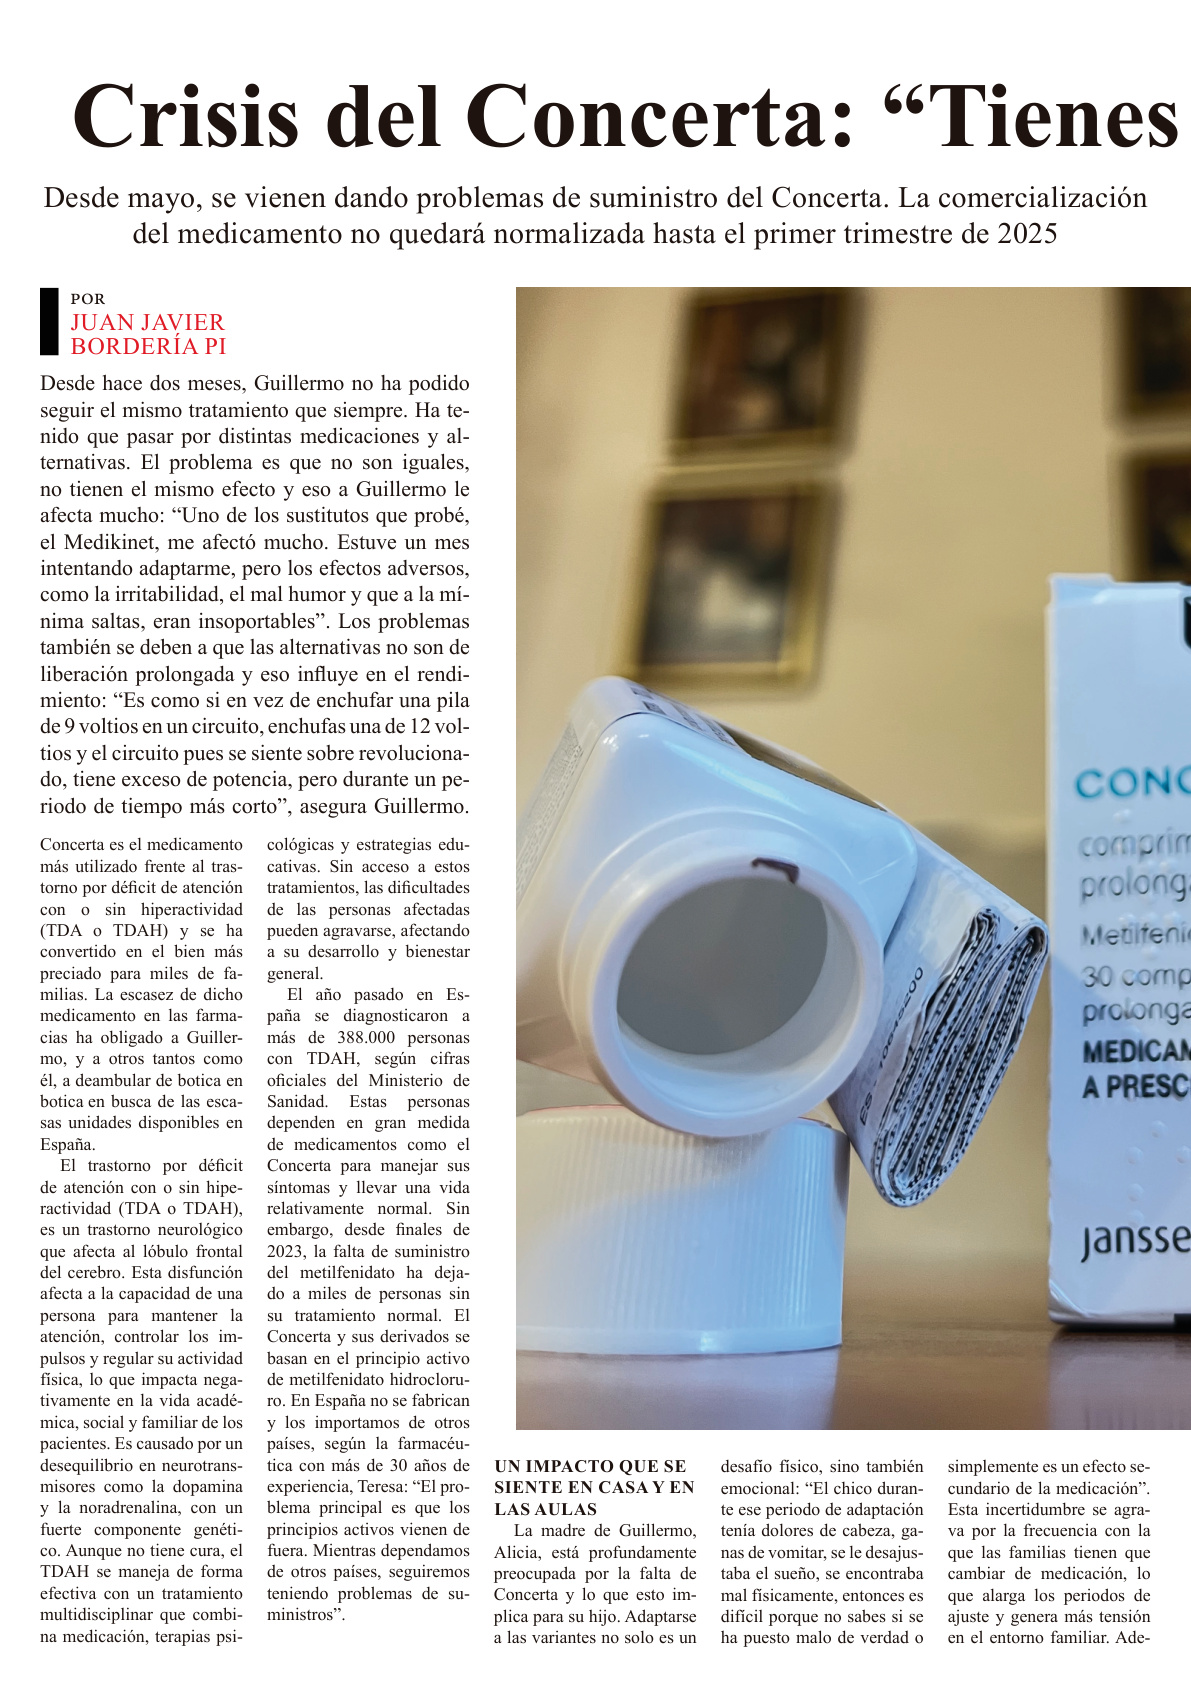 Crisis del Concerta: “Tienes
Desde mayo, se vienen dando problemas de suministro del Concerta. La comercialización
del medicamento no quedará normalizada hasta el primer trimestre de 2025
POR
JUAN JAVIER
BORDERÍA PI
Desde hace dos meses, Guillermo no ha podido
seguir el mismo tratamiento que siempre. Ha te-
nido que pasar por distintas medicaciones y al-
ternativas. El problema es que no son iguales,
no tienen el mismo efecto y eso a Guillermo le
afecta mucho: “Uno de los sustitutos que probé,
el Medikinet, me afectó mucho. Estuve un mes
intentando adaptarme, pero los efectos adversos,
como la irritabilidad, el mal humor y que a la mí-
nima saltas, eran insoportables”. Los problemas
también se deben a que las alternativas no son de
liberación prolongada y eso influye en el rendi-
miento: “Es como si en vez de enchufar una pila
de 9 voltios en un circuito, enchufas una de 12 vol-
tios y el circuito pues se siente sobre revoluciona-
do, tiene exceso de potencia, pero durante un pe-
riodo de tiempo más corto”, asegura Guillermo.
Concerta es el medicamento
más utilizado frente al tras-
torno por déficit de atención
con o sin hiperactividad
(TDA o TDAH) y se ha
convertido en el bien más
preciado para miles de fa-
milias. La escasez de dicho
medicamento en las farma-
cias ha obligado a Guiller-
mo, y a otros tantos como
él, a deambular de botica en
botica en busca de las esca-
sas unidades disponibles en
España.
El trastorno por déficit
de atención con o sin hipe-
ractividad (TDA o TDAH),
es un trastorno neurológico
que afecta al lóbulo frontal
del cerebro. Esta disfunción
afecta a la capacidad de una
persona para mantener la
atención, controlar los im-
pulsos y regular su actividad
física, lo que impacta nega-
tivamente en la vida acadé-
mica, social y familiar de los
pacientes. Es causado por un
desequilibrio en neurotrans-
misores como la dopamina
y la noradrenalina, con un
fuerte componente genéti-
co. Aunque no tiene cura, el
TDAH se maneja de forma
efectiva con un tratamiento
multidisciplinar que combi-
na medicación, terapias psi-
cológicas y estrategias edu-
cativas. Sin acceso a estos
tratamientos, las dificultades
de las personas afectadas
pueden agravarse, afectando
a su desarrollo y bienestar
general.
El año pasado en Es-
paña se diagnosticaron a
más de 388.000 personas
con TDAH, según cifras
oficiales del Ministerio de
Sanidad. Estas personas
dependen en gran medida
de medicamentos como el
Concerta para manejar sus
síntomas y llevar una vida
relativamente normal. Sin
embargo, desde finales de
2023, la falta de suministro
del metilfenidato ha deja-
do a miles de personas sin
su tratamiento normal. El
Concerta y sus derivados se
basan en el principio activo
de metilfenidato hidrocloru-
ro. En España no se fabrican
y los importamos de otros
países, según la farmacéu-
tica con más de 30 años de
experiencia, Teresa: “El pro-
blema principal es que los
principios activos vienen de
fuera. Mientras dependamos
de otros países, seguiremos
teniendo problemas de su-
ministros”.
CONC
comprim
prolonga
Metilfenid
30 comp
prolonga
MEDICAM
A PRESC
jansse
UN IMPACTO QUE SE
SIENTE EN CASA Y EN
LAS AULAS
La madre de Guillermo,
Alicia, está profundamente
preocupada por la falta de
Concerta y lo que esto im-
plica para su hijo. Adaptarse
a las variantes no solo es un
desafío físico, sino también
emocional: “El chico duran-
te ese periodo de adaptación
tenía dolores de cabeza, ga-
nas de vomitar, se le desajus-
taba el sueño, se encontraba
mal físicamente, entonces es
difícil porque no sabes si se
ha puesto malo de verdad o
simplemente es un efecto se-
cundario de la medicación”.
Esta incertidumbre se agra-
va por la frecuencia con la
que las familias tienen que
cambiar de medicación, lo
que alarga los periodos de
ajuste y genera más tensión
en el entorno familiar. Ade-